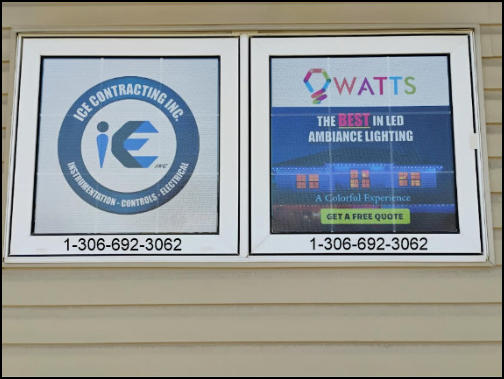 ICE CONTRACTING INC.
iCE INC
INSTRUMENTATION - CONTROLS - ELECTRICAL
1-306-692-3062
WATTS
THE BEST IN LED
AMBIANCE LIGHTING
A Colorful Experience
GET A FREE QUOTE
1-306-692-3062